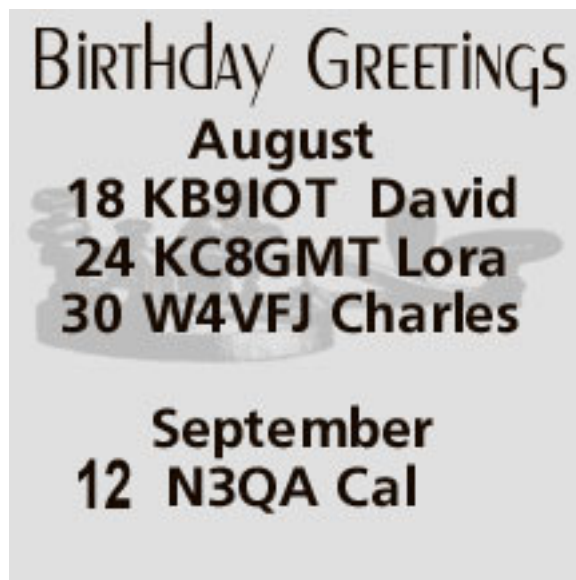 Birthday Greetings
August
18 KB9IOT David
24 KC8GMT Lora
30 W4VFJ Charles
September
12 N3QA Cal